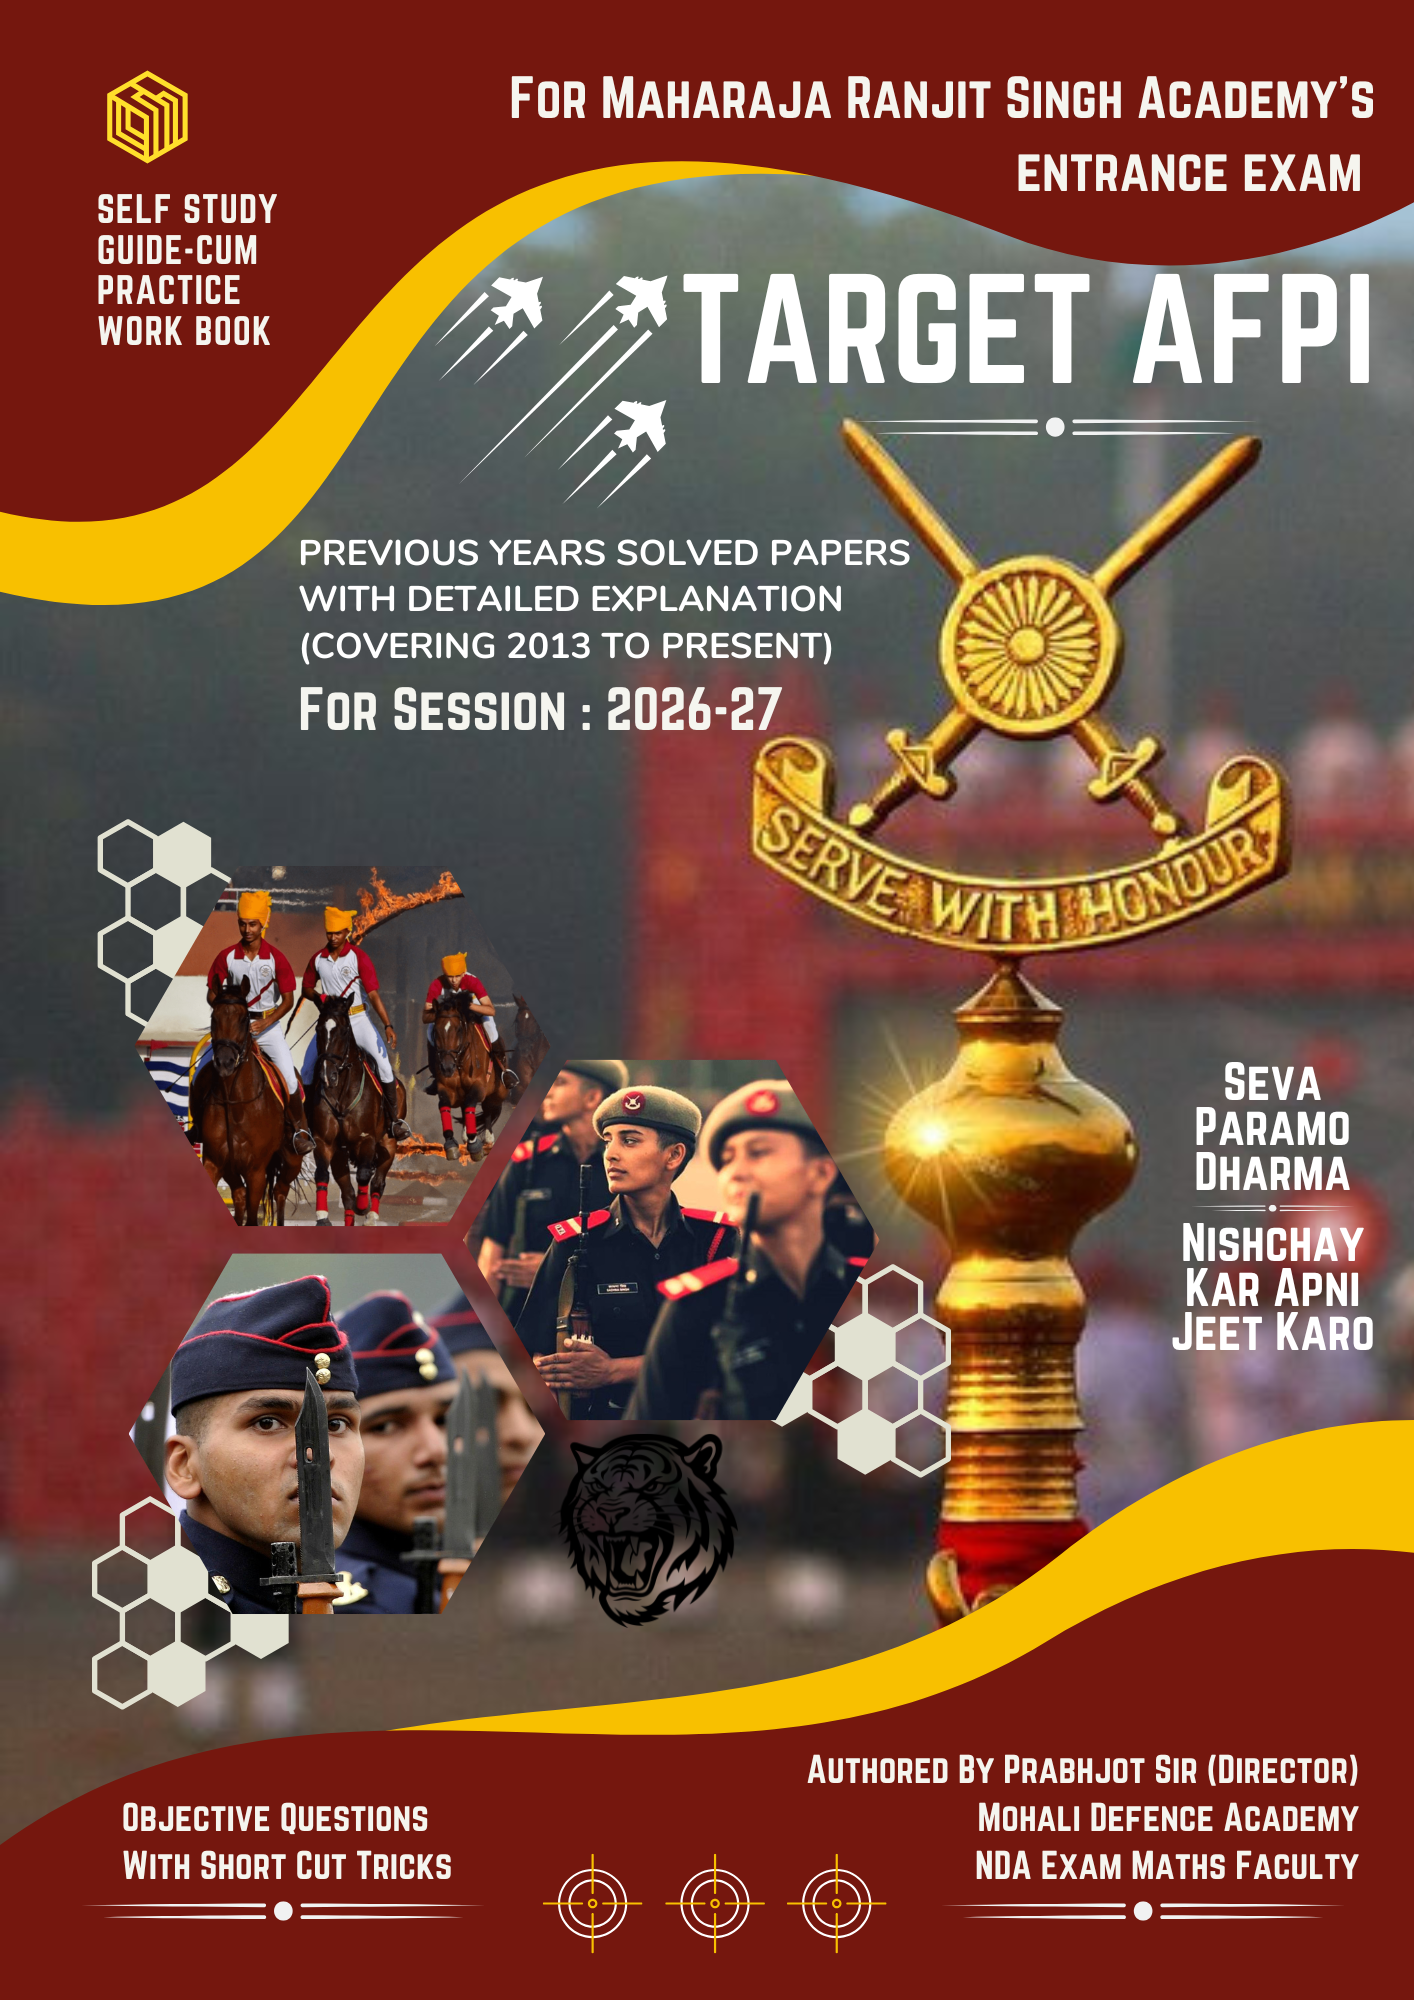 For Maharaja Ranjit Singh Academy's
ENTRANCE EXAM
SELF STUDY
GUIDE-CUM
PRACTICE
WORK BOOK
TARGET AFPI
PREVIOUS YEARS SOLVED PAPERS
WITH DETAILED EXPLANATION
(COVERING 2013 TO PRESENT)
For Session : 2026-27
SERVE WITH HONOUR
Seva
Paramo
Dharma
Nishchay
Kar Apni
Jeet Karo
Authored By Prabhjot Sir (Director)
Mohali Defence Academy
NDA Exam Maths Faculty
Objective Questions
With Short Cut Tricks